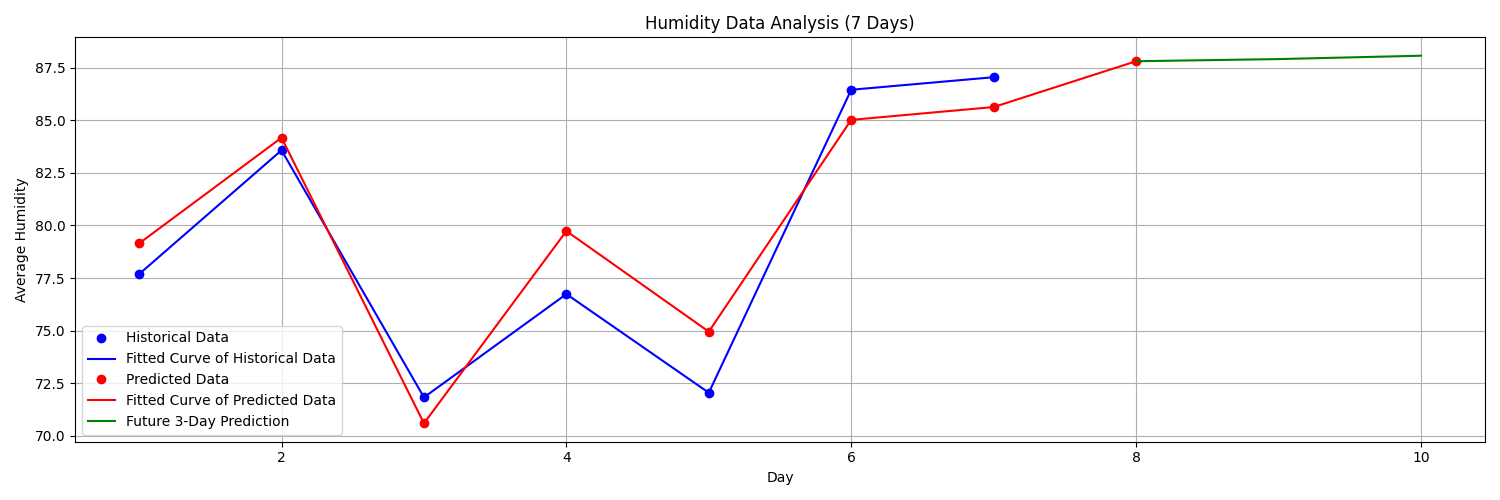 Humidity Data Analysis (7 Days)
Average Humidity
87.5
85.0
82.5
80.0
77.5
75.0
72.5
70.0
Historical Data
Fitted Curve of Historical Data
Predicted Data
Fitted Curve of Predicted Data
Future 3-Day Prediction
2
4
6
8
10
Day